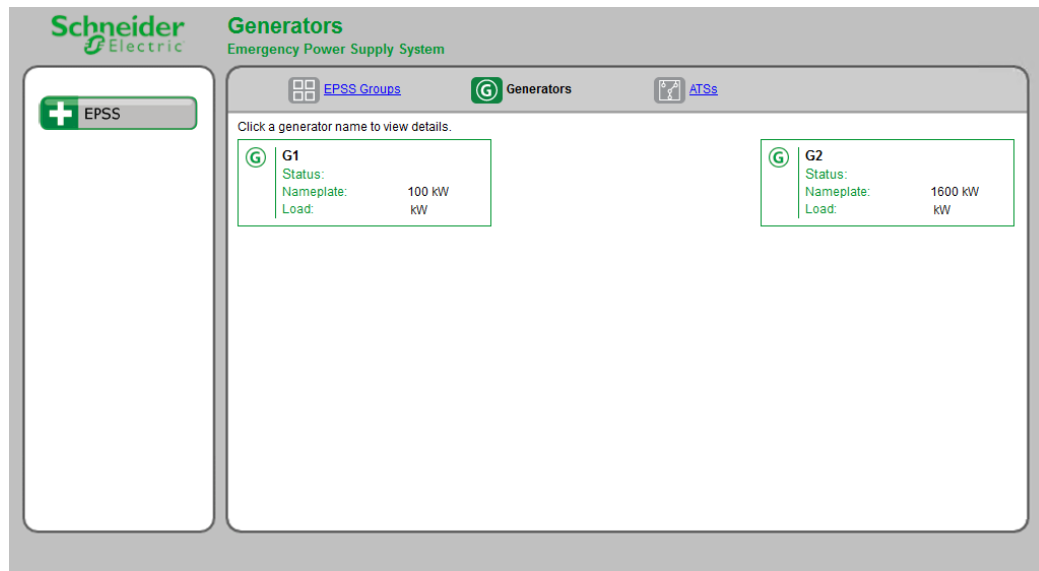 Schneider Electric
Generators
Emergency Power Supply System
EPSS
EPSS Groups
G Generators
ATSs
Click a generator name to view details.
G G1
Status:
Nameplate: 100 kW
Load: kW
G G2
Status:
Nameplate: 1600 kW
Load: kW